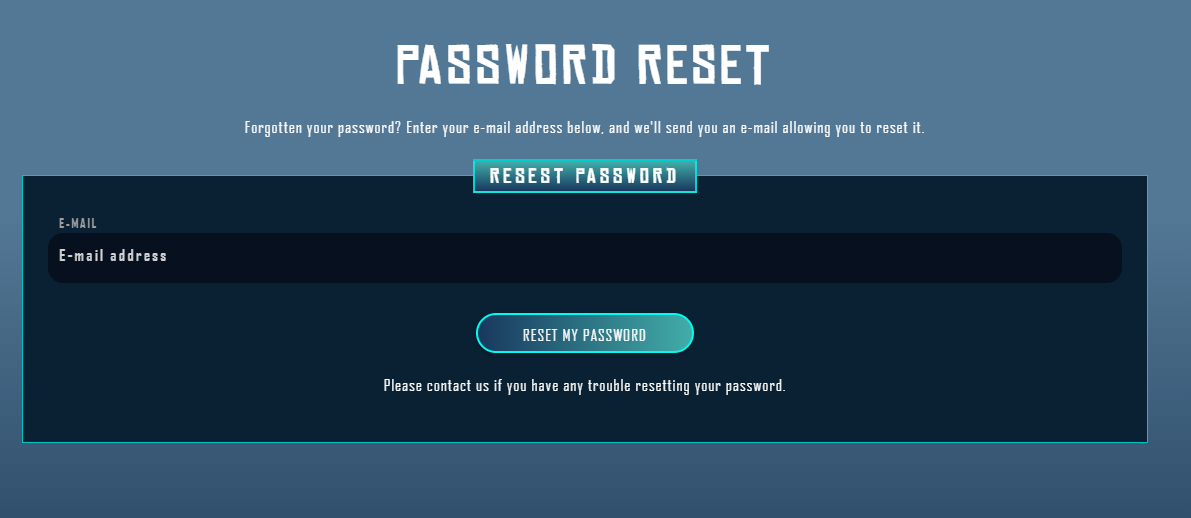 PASSWORD RESET
Forgotten your password? Enter your e-mail address below, and we'll send you an e-mail allowing you to reset it.
RESEST PASSWORD
E-MAIL
E-mail address
RESET MY PASSWORD
Please contact us if you have any trouble resetting your password.